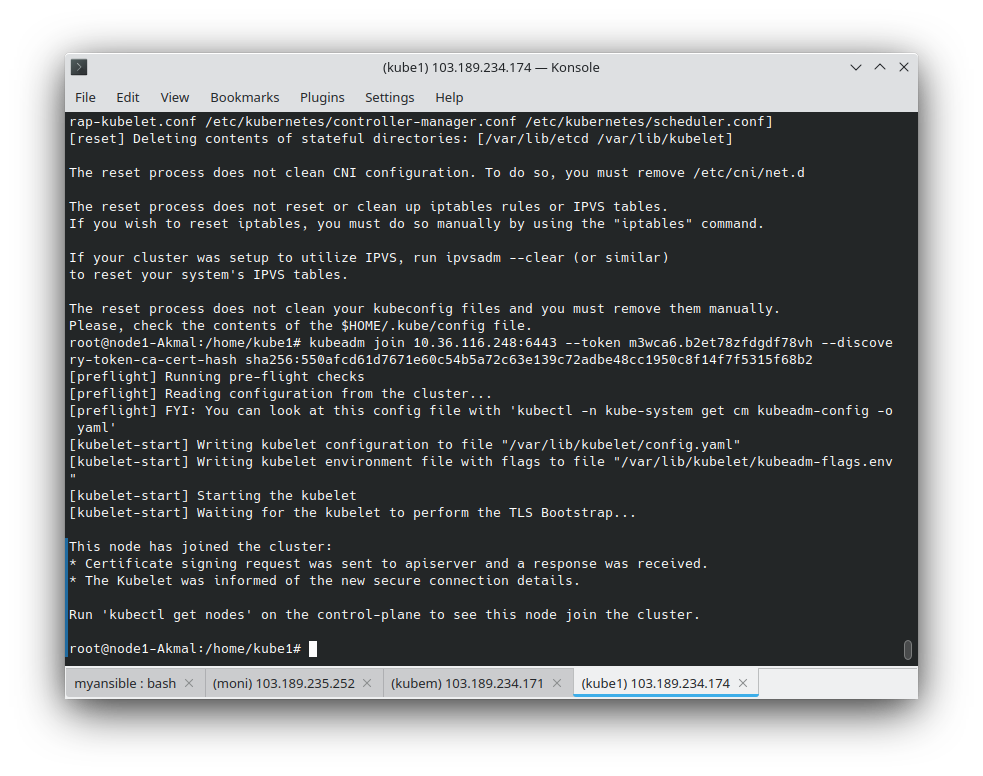 (kube1) 103.189.234.174 — Konsole
File Edit View Bookmarks Plugins Settings Help
rap-kubelet.conf /etc/kubernetes/controller-manager.conf /etc/kubernetes/scheduler.conf]
[reset] Deleting contents of stateful directories: [/var/lib/etcd /var/lib/kubelet]
The reset process does not clean CNI configuration. To do so, you must remove /etc/cni/net.d
The reset process does not reset or clean up iptables rules or IPVS tables.
If you wish to reset iptables, you must do so manually by using the "iptables" command.
If your cluster was setup to utilize IPVS, run ipvsadm --clear (or similar)
to reset your system's IPVS tables.
The reset process does not clean your kubeconfig files and you must remove them manually.
Please, check the contents of the $HOME/.kube/config file.
root@node1-Akmal:/home/kube1# kubeadm join 10.36.116.248:6443 --token m3wca6.b2et78zfdgdf78vh --discove
ry-token-ca-cert-hash sha256:550afcd61d7671e60c54b5a72c63e139c72adbe48cc1950c8f14f7f5315f68b2
[preflight] Running pre-flight checks
[preflight] Reading configuration from the cluster...
[preflight] FYI: You can look at this config file with 'kubectl -n kube-system get cm kubeadm-config -o
yaml'
[kubelet-start] Writing kubelet configuration to file "/var/lib/kubelet/config.yaml"
[kubelet-start] Writing kubelet environment file with flags to file "/var/lib/kubelet/kubeadm-flags.env
"
[kubelet-start] Starting the kubelet
[kubelet-start] Waiting for the kubelet to perform the TLS Bootstrap...
This node has joined the cluster:
* Certificate signing request was sent to apiserver and a response was received.
* The Kubelet was informed of the new secure connection details.
Run 'kubectl get nodes' on the control-plane to see this node join the cluster.
root@node1-Akmal:/home/kube1#
myansible : bash (moni) 103.189.235.252 (kubem) 103.189.234.171 (kube1) 103.189.234.174